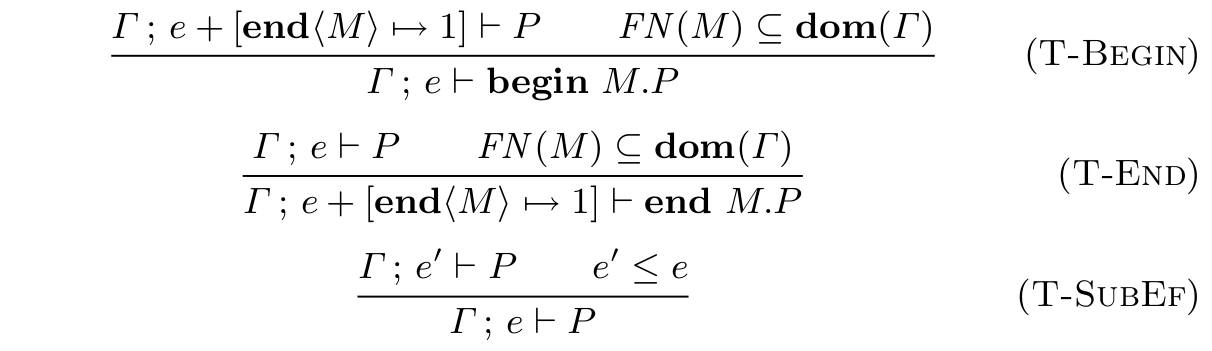 Γ ; e + [end⟨M⟩ ↦ 1] ⊢ P FN(M) ⊆ dom(Γ)
Γ ; e ⊢ begin M.P
(T-BEGIN)
Γ ; e ⊢ P FN(M) ⊆ dom(Γ)
Γ ; e + [end⟨M⟩ ↦ 1] ⊢ end M.P
(T-END)
Γ ; e′ ⊢ P e′ ≤ e
Γ ; e ⊢ P
(T-SUBEF)